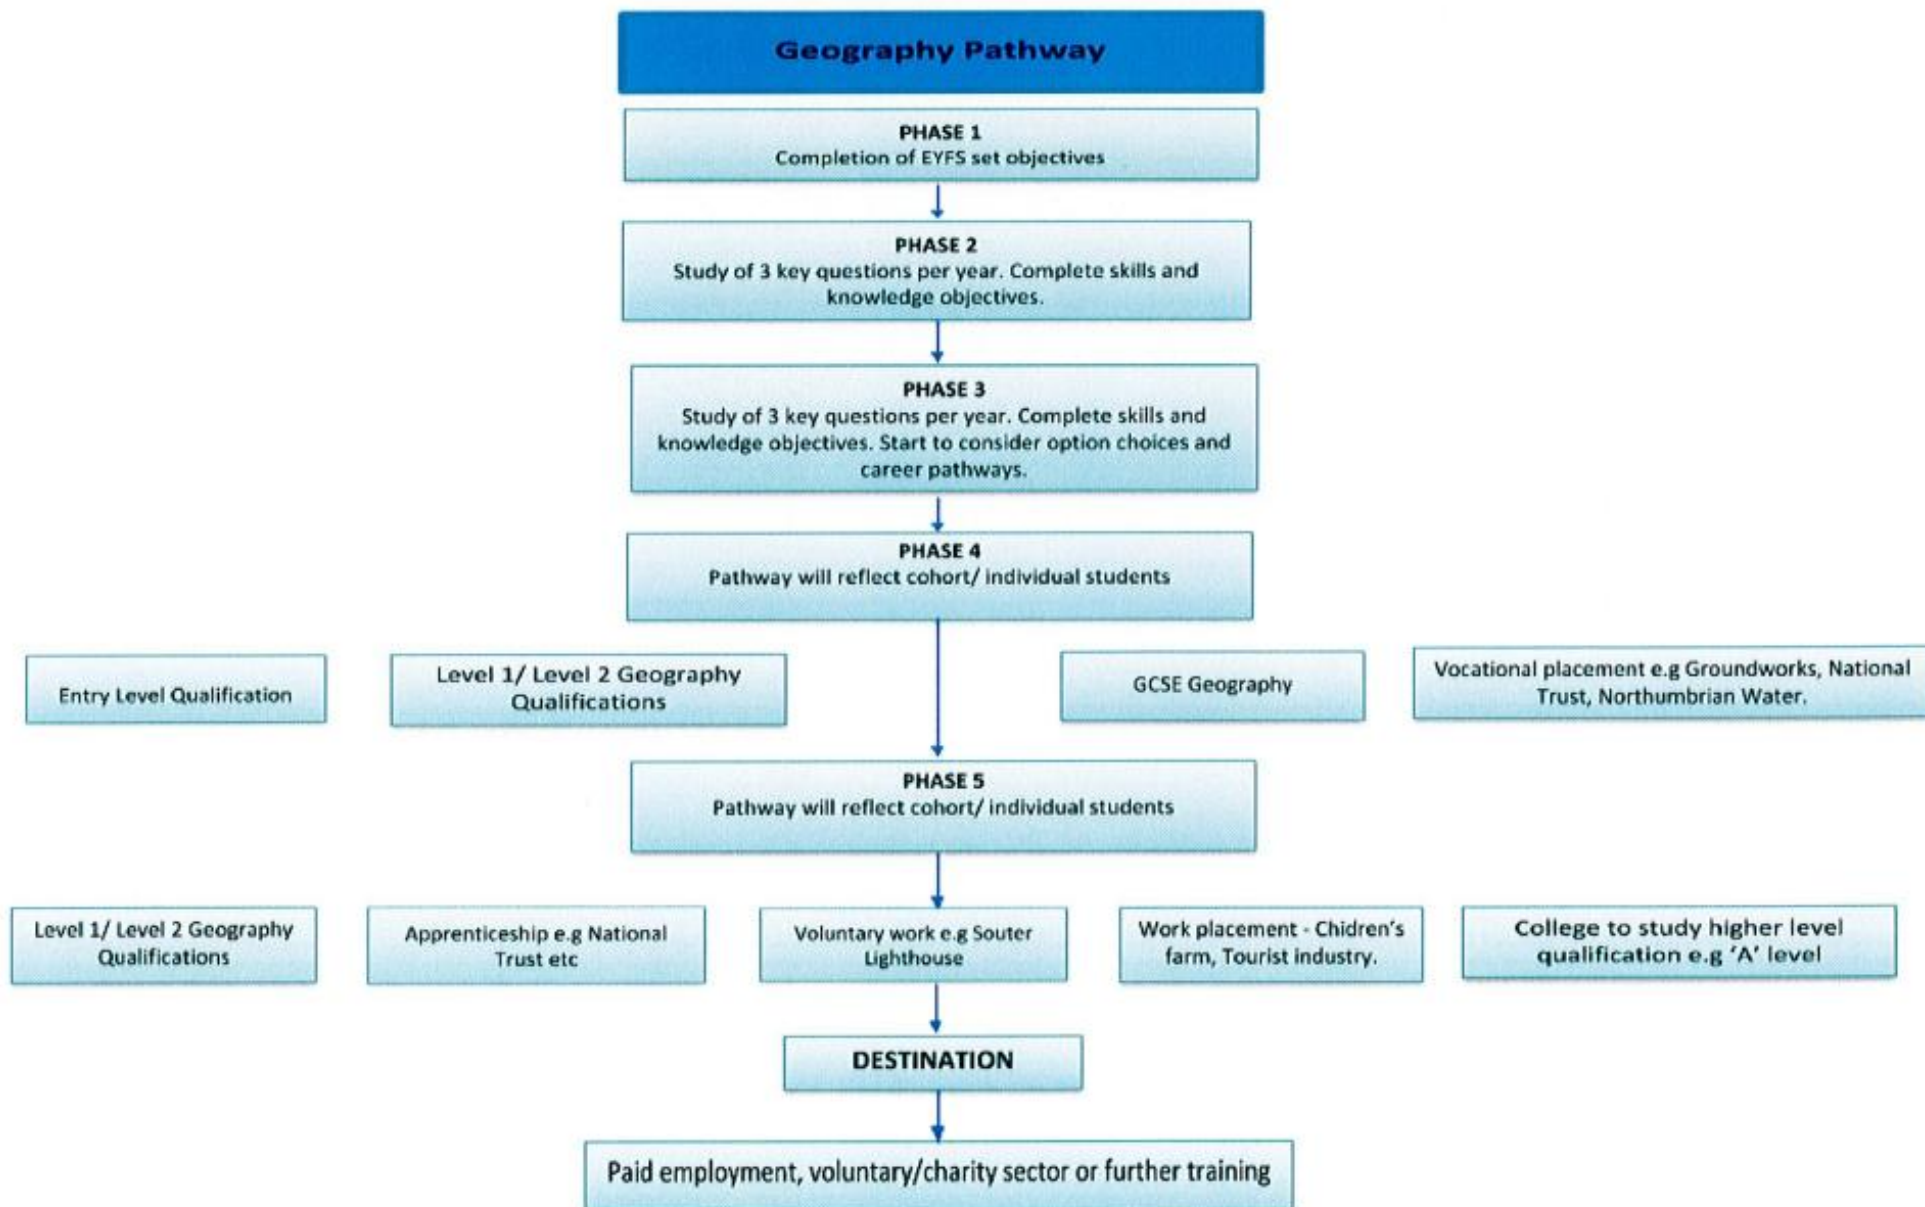 Geography Pathway
PHASE 1
Completion of EYFS set objectives
PHASE 2
Study of 3 key questions per year. Complete skills and
knowledge objectives.
PHASE 3
Study of 3 key questions per year. Complete skills and
knowledge objectives. Start to consider option choices and
career pathways.
PHASE 4
Pathway will reflect cohort/ individual students
Entry Level Qualification
Level 1/ Level 2 Geography
Qualifications
GCSE Geography
Vocational placement e.g Groundworks, National
Trust, Northumbrian Water.
PHASE 5
Pathway will reflect cohort/ individual students
Level 1/ Level 2 Geography
Qualifications
Apprenticeship e.g National
Trust etc
Voluntary work e.g Souter
Lighthouse
Work placement - Chidren's
farm, Tourist industry.
College to study higher level
qualification e.g ‘A’ level
DESTINATION
Paid employment, voluntary/charity sector or further training